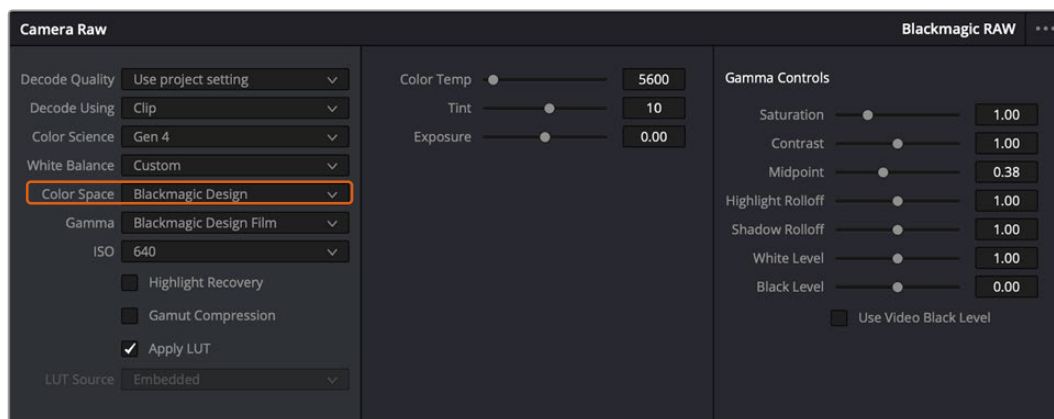 Camera Raw
Blackmagic RAW
Decode Quality Use project setting
Decode Using Clip
Color Science Gen 4
White Balance Custom
Color Space Blackmagic Design
Gamma Blackmagic Design Film
ISO 640
Highlight Recovery
Gamut Compression
Apply LUT
LUT Source Embedded
Color Temp 5600
Tint 10
Exposure 0.00
Gamma Controls
Saturation 1.00
Contrast 1.00
Midpoint 0.38
Highlight Rolloff 1.00
Shadow Rolloff 1.00
White Level 1.00
Black Level 0.00
Use Video Black Level